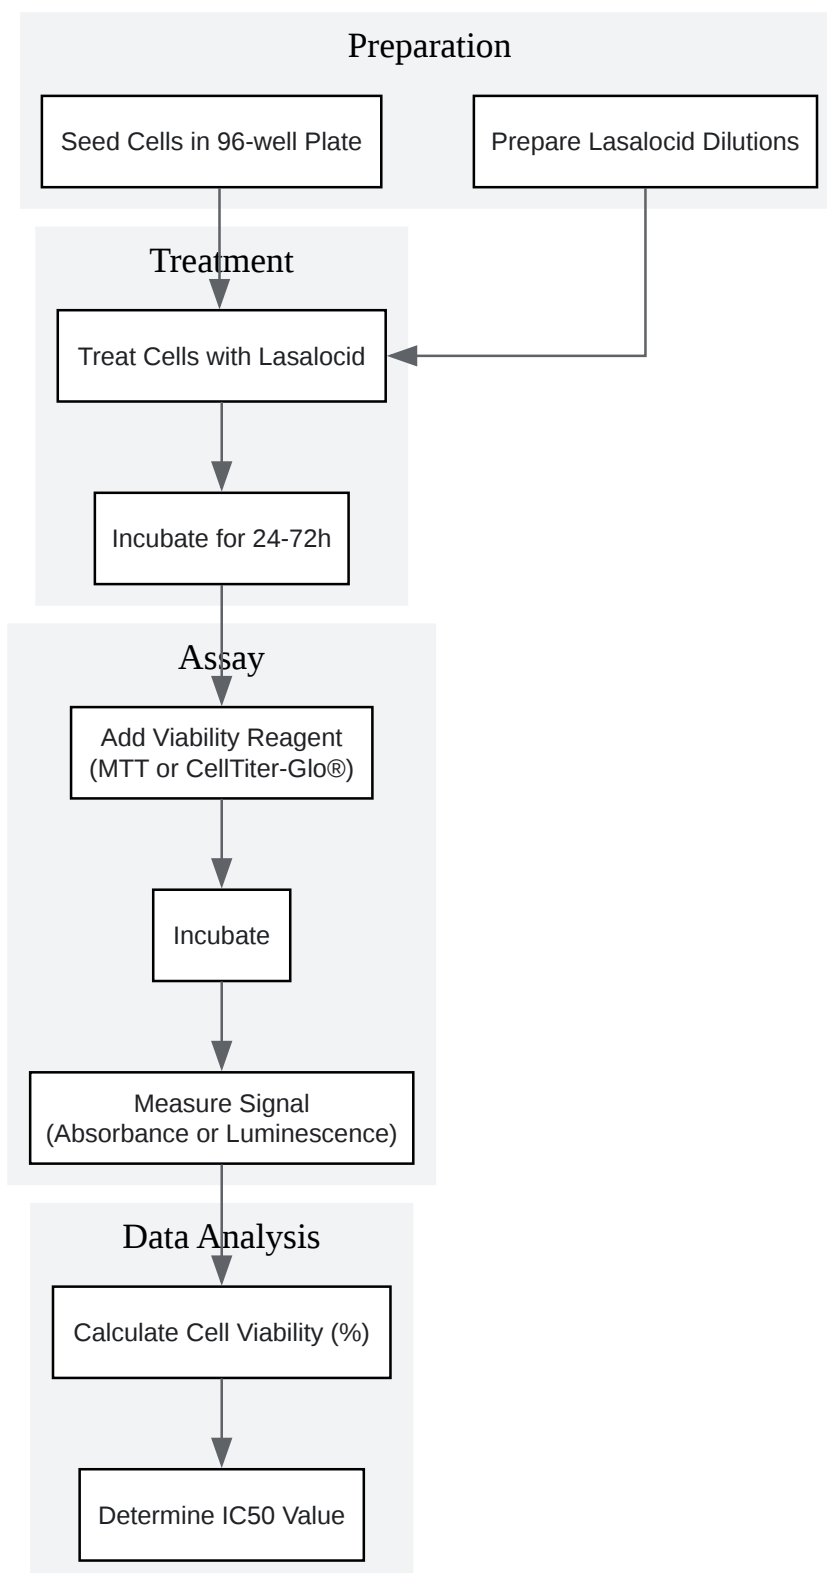 Preparation
Seed Cells in 96-well Plate
Prepare Lasalocid Dilutions
Treatment
Treat Cells with Lasalocid
Incubate for 24-72h
Assay
Add Viability Reagent
(MTT or CellTiter-Glo®)
Incubate
Measure Signal
(Absorbance or Luminescence)
Data Analysis
Calculate Cell Viability (%)
Determine IC50 Value